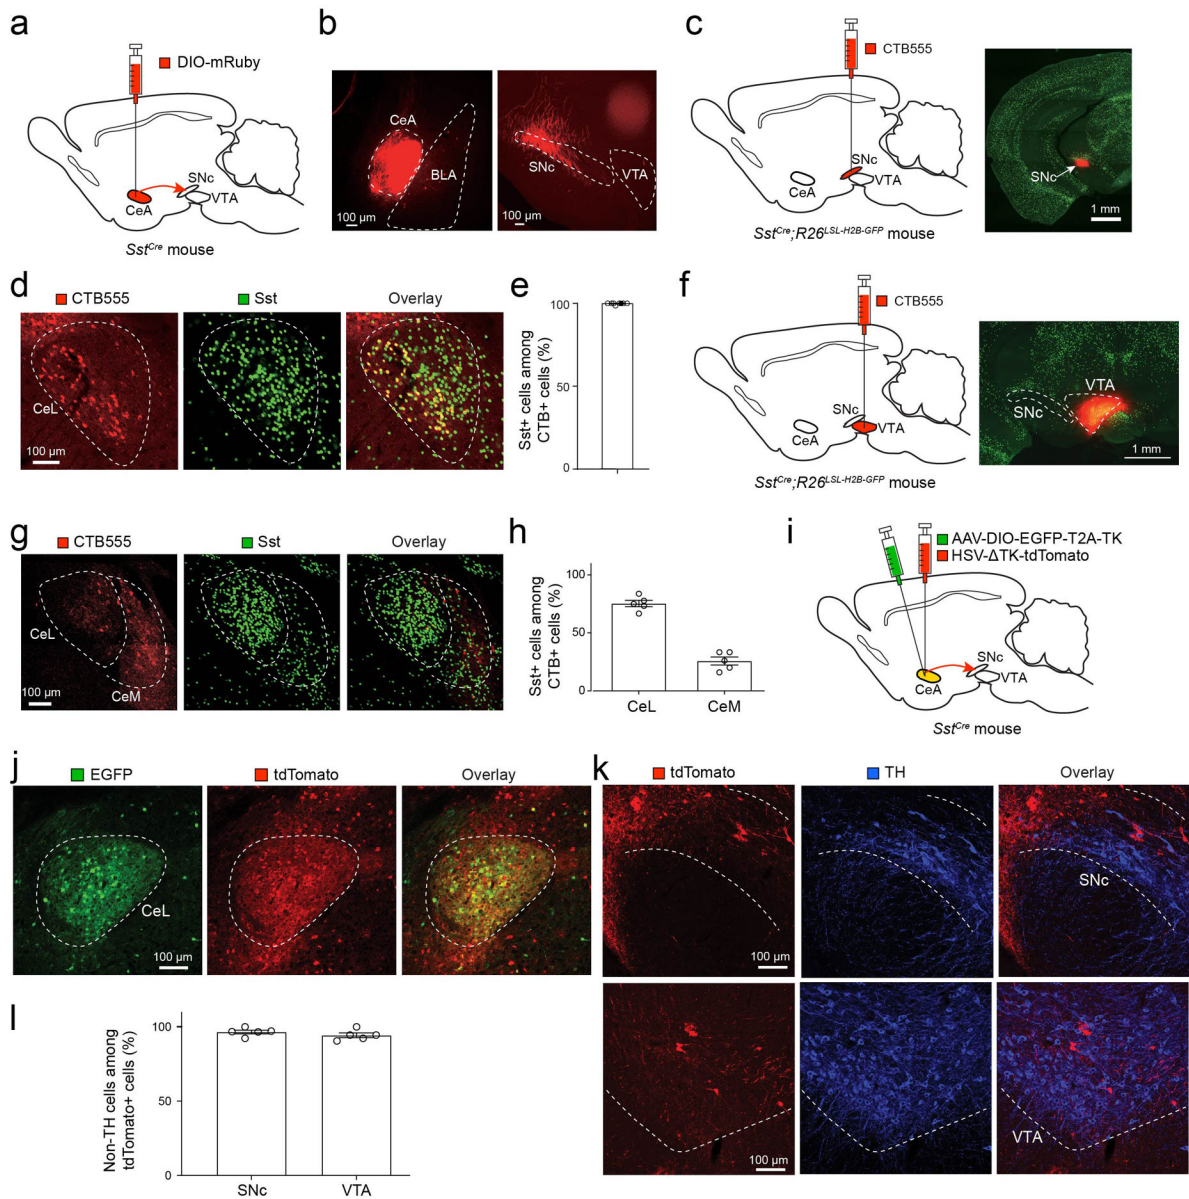 a
DIO-mRuby
SNc
VTA
CeA
Sst^Cre mouse
b
CeA
BLA
100 µm
SNc
VTA
100 µm
c
CTB555
SNc
VTA
CeA
Sst^Cre;R26^LSL-H2B-GFP mouse
SNc
1 mm
d
CTB555
Sst
Overlay
CeL
100 µm
e
Sst+ cells among
CTB+ cells (%)
100
50
0
f
CTB555
SNc
VTA
CeA
Sst^Cre;R26^LSL-H2B-GFP mouse
VTA
SNc
1 mm
g
CTB555
Sst
Overlay
CeL
CeM
100 µm
h
Sst+ cells among
CTB+ cells (%)
100
50
0
CeL
CeM
i
AAV-DIO-EGFP-T2A-TK
HSV-ΔTK-tdTomato
SNc
VTA
CeA
Sst^Cre mouse
j
EGFP
tdTomato
Overlay
CeL
100 µm
k
tdTomato
TH
Overlay
SNc
100 µm
VTA
100 µm
l
Non-TH cells among
tdTomato+ cells (%)
100
50
0
SNc
VTA